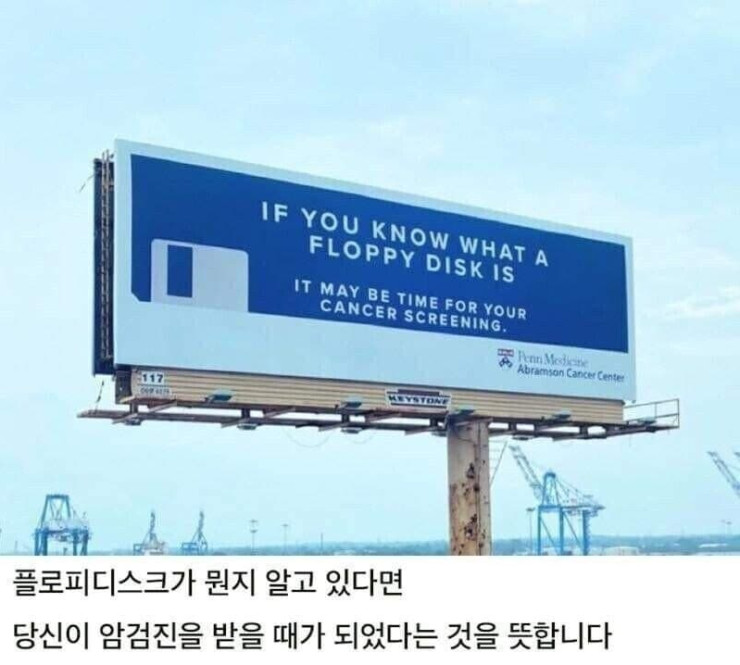 IF YOU KNOW WHAT A
FLOPPY DISK IS
IT MAY BE TIME FOR YOUR
CANCER SCREENING.
Penn Medicine
Abramson Cancer Center
117
KEYSTONE
플로피디스크가 뭔지 알고 있다면
당신이 암검진을 받을 때가 되었다는 것을 뜻합니다